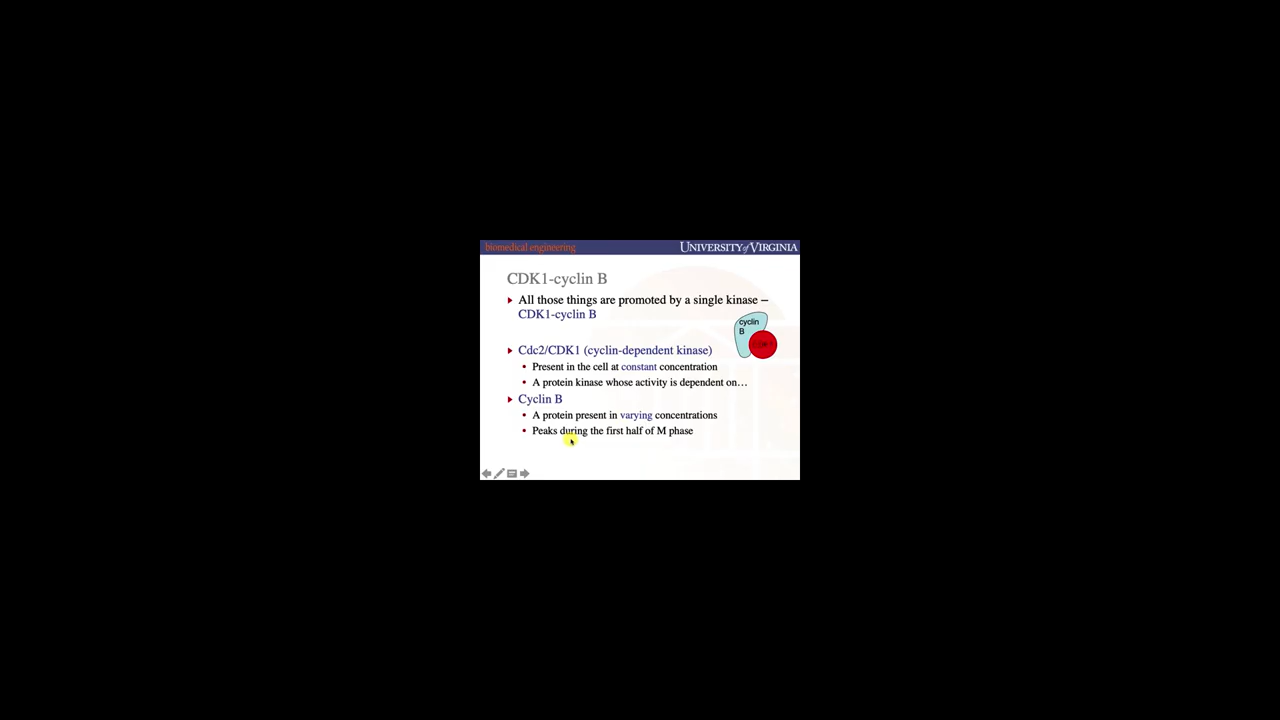 biomedical engineering
UNIVERSITY of VIRGINIA
CDK1-cyclin B
All those things are promoted by a single kinase –
CDK1-cyclin B
cyclin
B
CDK1
Cdc2/CDK1 (cyclin-dependent kinase)
Present in the cell at constant concentration
A protein kinase whose activity is dependent on…
Cyclin B
A protein present in varying concentrations
Peaks during the first half of M phase